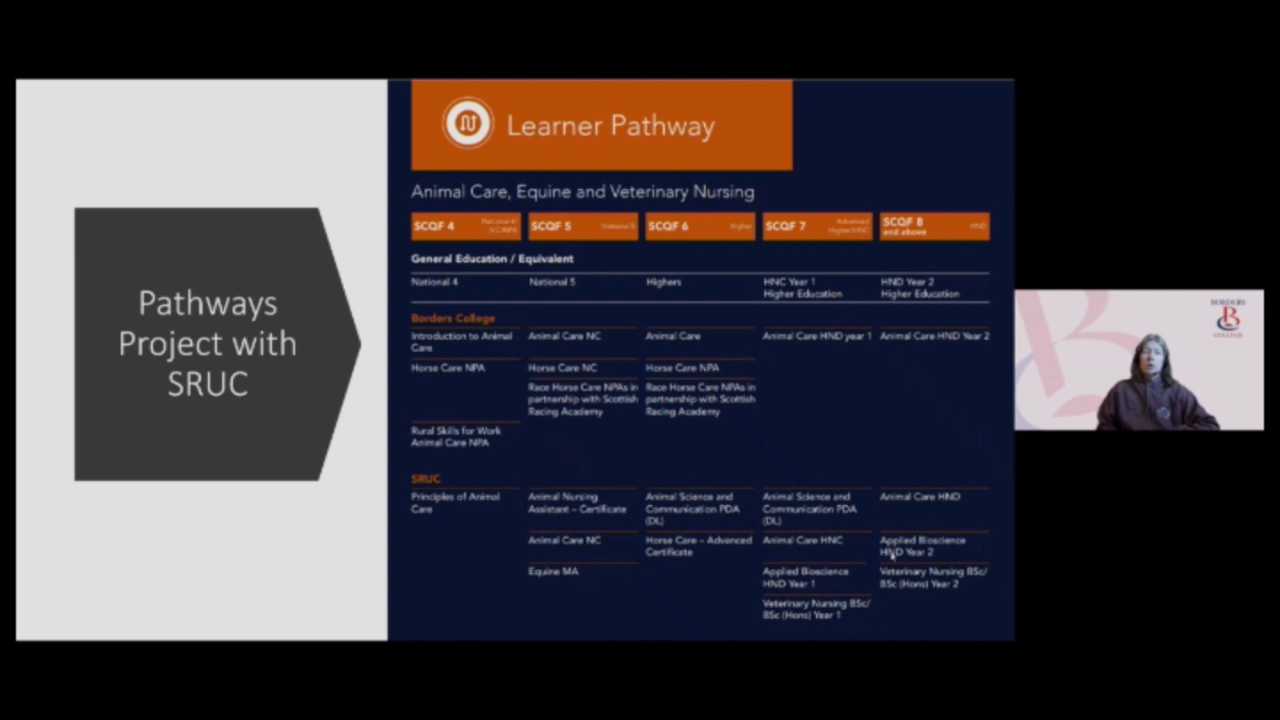 Pathways
Project with
SRUC
Learner Pathway
Animal Care, Equine and Veterinary Nursing
SCQF 4
SCQF 5 National 5
SCQF 6 Higher
SCQF 7 Advanced Higher/HNC
SCQF 8 and above HND
General Education / Equivalent
National 4
National 5
Highers
HNC Year 1
Higher Education
HND Year 2
Higher Education
Borders College
Introduction to Animal
Care
Animal Care NC
Animal Care
Animal Care HND year 1
Animal Care HND Year 2
Horse Care NPA
Horse Care NC
Horse Care NPA
Race Horse Care NPAs in
partnership with Scottish
Racing Academy
Race Horse Care NPAs in
partnership with Scottish
Racing Academy
Rural Skills for Work
Animal Care NPA
SRUC
Principles of Animal
Care
Animal Nursing
Assistant – Certificate
Animal Science and
Communication PDA
(DL)
Animal Science and
Communication PDA
(DL)
Animal Care HND
Animal Care NC
Horse Care – Advanced
Certificate
Animal Care HNC
Applied Bioscience
HND Year 2
Equine MA
Applied Bioscience
HND Year 1
Veterinary Nursing BSc/
BSc (Hons) Year 2
Veterinary Nursing BSc/
BSc (Hons) Year 1
BORDERS
COLLEGE